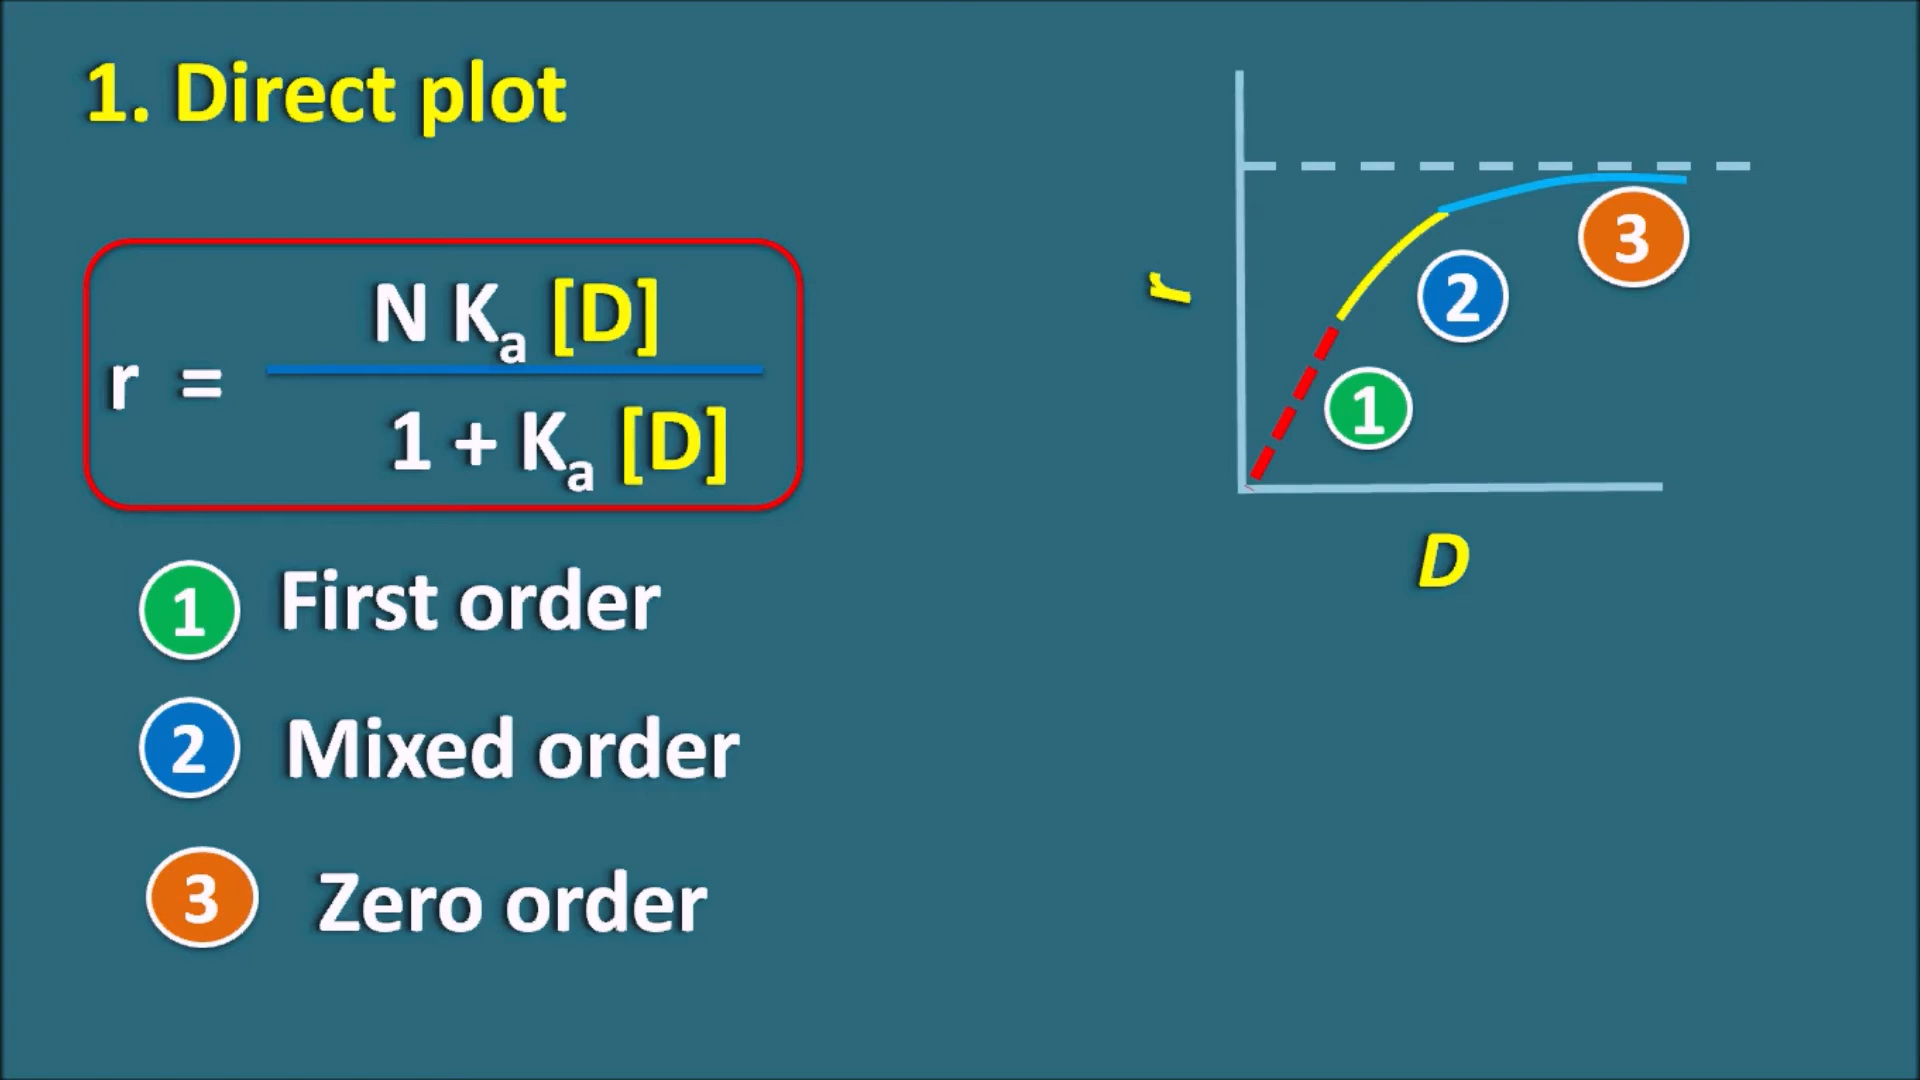 1. Direct plot
r = N Kₐ [D]
1 + Kₐ [D]
1 First order
2 Mixed order
3 Zero order
r
1
2
3
D